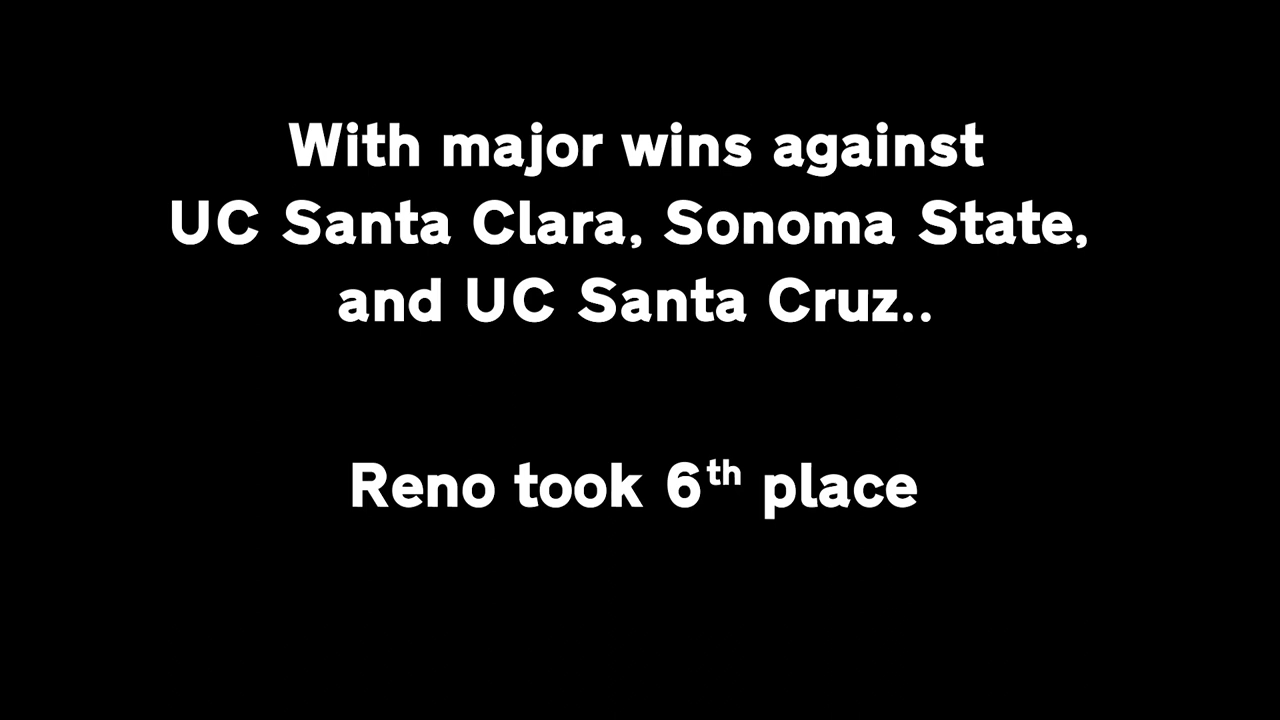 With major wins against
UC Santa Clara, Sonoma State,
and UC Santa Cruz..
Reno took 6th place